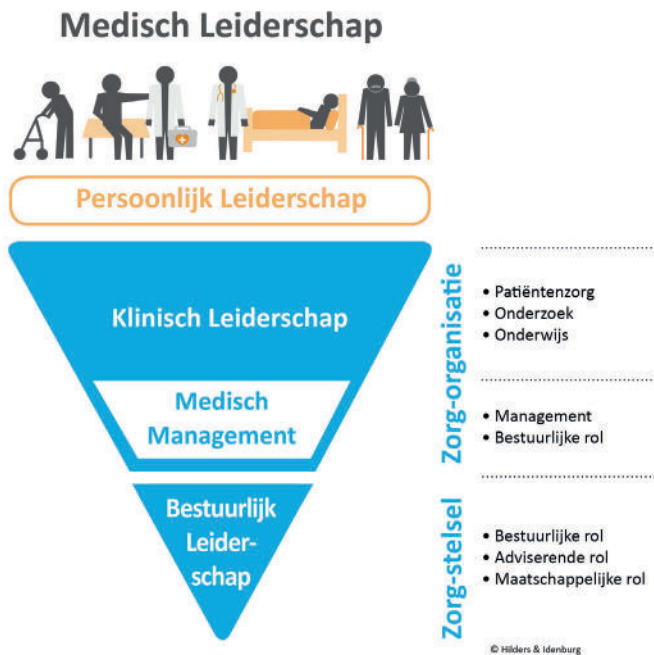 Medisch Leiderschap
Persoonlijk Leiderschap
Klinisch Leiderschap
Medisch
Management
Bestuurlijk
Leider-
schap
Zorg-organisatie
• Patiëntenzorg
• Onderzoek
• Onderwijs
• Management
• Bestuurlijke rol
Zorg-stelsel
• Bestuurlijke rol
• Adviserende rol
• Maatschappelijke rol
© Hilders & Idenburg